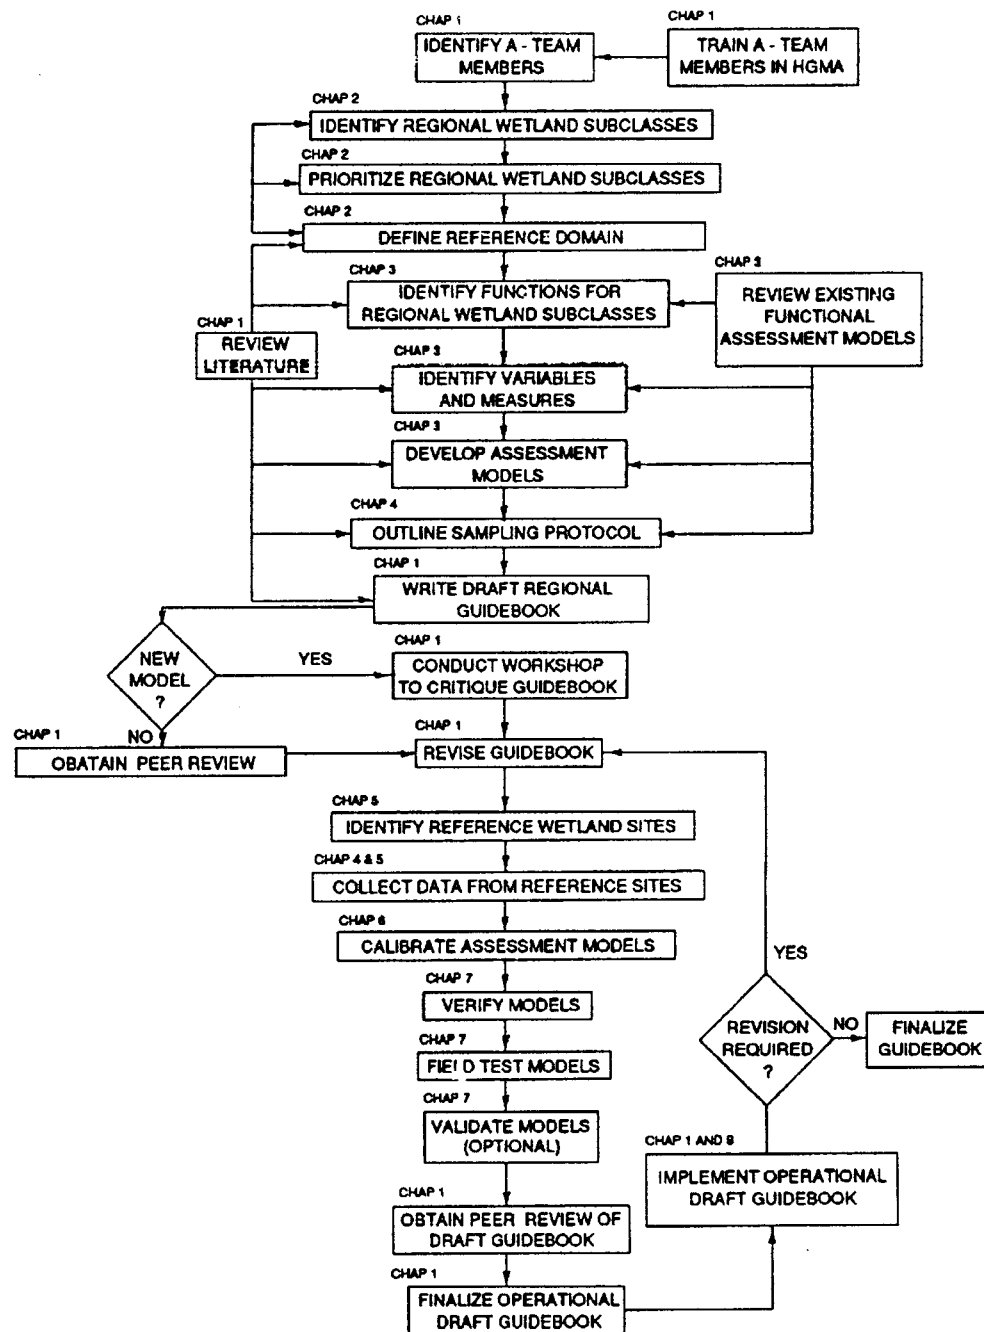 CHAP 1
IDENTIFY A - TEAM
MEMBERS
CHAP 1
TRAIN A - TEAM
MEMBERS IN HGMA
CHAP 2
IDENTIFY REGIONAL WETLAND SUBCLASSES
CHAP 2
PRIORITIZE REGIONAL WETLAND SUBCLASSES
CHAP 2
DEFINE REFERENCE DOMAIN
CHAP 3
IDENTIFY FUNCTIONS FOR
REGIONAL WETLAND SUBCLASSES
CHAP 3
REVIEW EXISTING
FUNCTIONAL
ASSESSMENT MODELS
CHAP 1
REVIEW
LITERATURE
CHAP 3
IDENTIFY VARIABLES
AND MEASURES
CHAP 3
DEVELOP ASSESSMENT
MODELS
CHAP 4
OUTLINE SAMPLING PROTOCOL
CHAP 1
WRITE DRAFT REGIONAL
GUIDEBOOK
NEW
MODEL
?
YES
CHAP 1
CONDUCT WORKSHOP
TO CRITIQUE GUIDEBOOK
NO
CHAP 1
OBATAIN PEER REVIEW
CHAP 1
REVISE GUIDEBOOK
CHAP 5
IDENTIFY REFERENCE WETLAND SITES
CHAP 4 & 5
COLLECT DATA FROM REFERENCE SITES
CHAP 6
CALIBRATE ASSESSMENT MODELS
CHAP 7
VERIFY MODELS
CHAP 7
FIELD TEST MODELS
CHAP 7
VALIDATE MODELS
(OPTIONAL)
CHAP 1
OBTAIN PEER REVIEW OF
DRAFT GUIDEBOOK
CHAP 1
FINALIZE OPERATIONAL
DRAFT GUIDEBOOK
CHAP 1 AND
IMPLEMENT OPERATIONAL
DRAFT GUIDEBOOK
YES
REVISION
REQUIRED
?
NO
FINALIZE
GUIDEBOOK